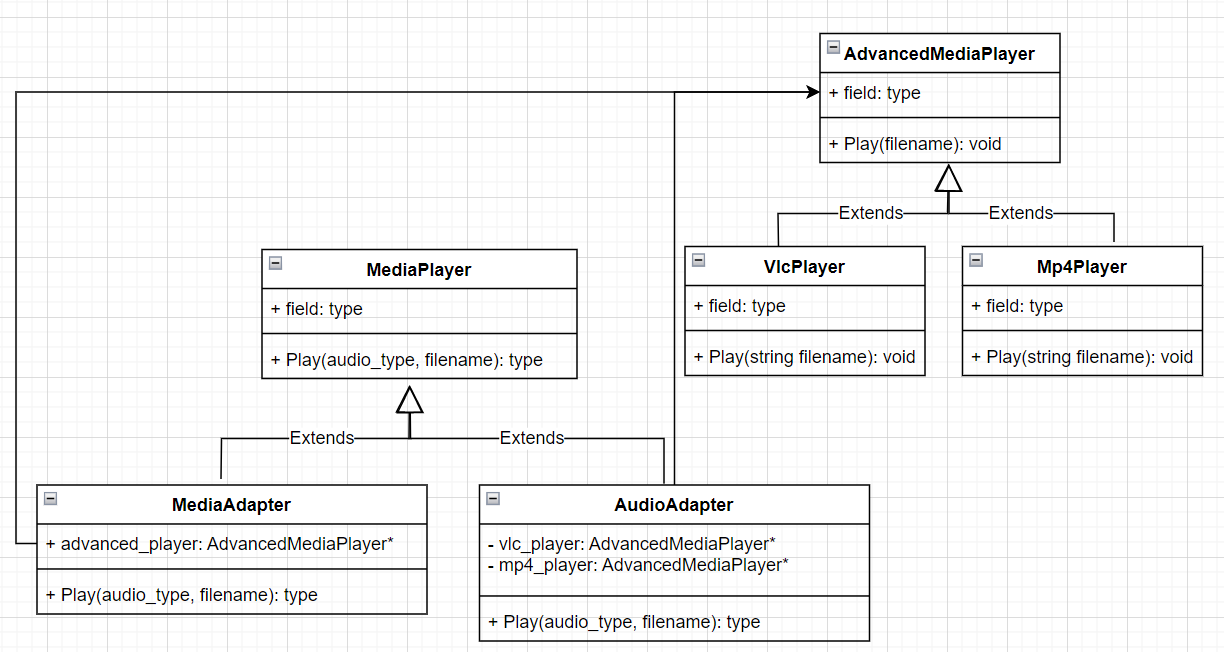 AdvancedMediaPlayer
+ field: type
+ Play(filename): void
Extends
Extends
MediaPlayer
+ field: type
+ Play(audio_type, filename): type
VlcPlayer
+ field: type
+ Play(string filename): void
Mp4Player
+ field: type
+ Play(string filename): void
Extends
Extends
MediaAdapter
+ advanced_player: AdvancedMediaPlayer*
+ Play(audio_type, filename): type
AudioAdapter
- vlc_player: AdvancedMediaPlayer*
- mp4_player: AdvancedMediaPlayer*
+ Play(audio_type, filename): type